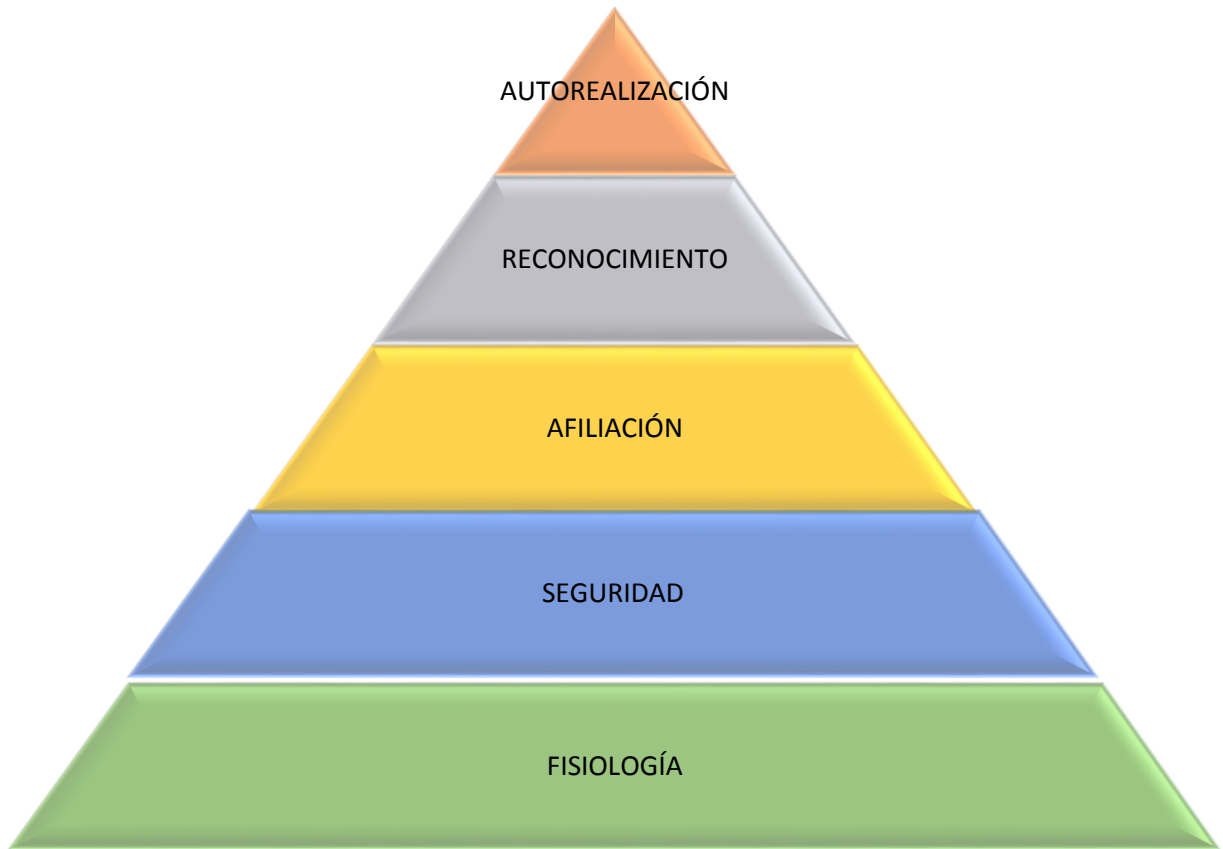 AUTOREALIZACIÓN
RECONOCIMIENTO
AFILIACIÓN
SEGURIDAD
FISIOLOGÍA